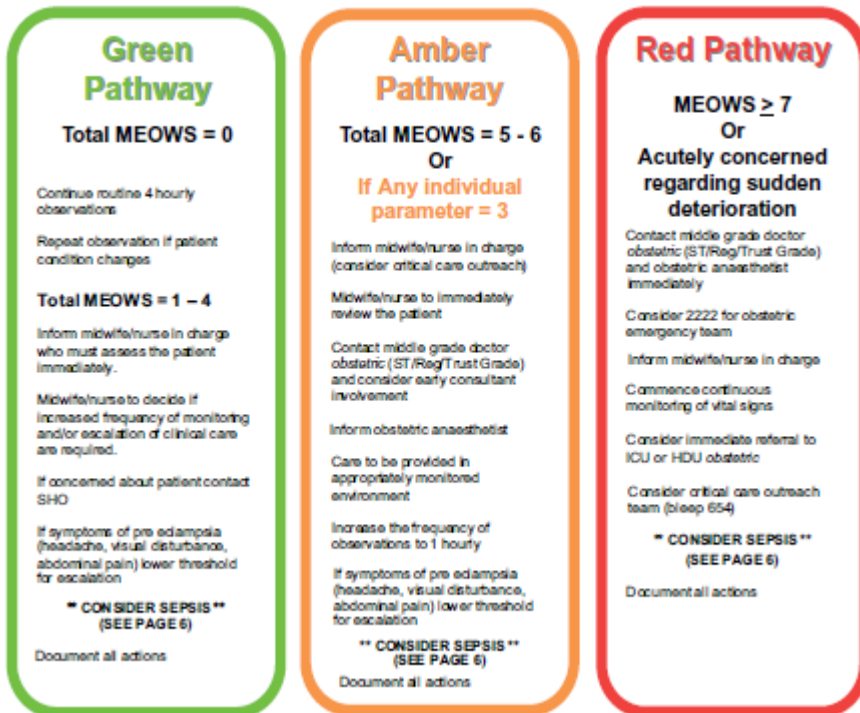 Green
Pathway
Total MEOWS = 0
Continue routine 4 hourly
observations
Repeat observation if patient
condition changes
Total MEOWS = 1 – 4
Inform midwife/nurse in charge
who must assess the patient
immediately.
Midwife/nurse to decide if
increased frequency of monitoring
and/or escalation of clinical care
are required.
If concerned about patient contact
SHO
If symptoms of pre eclampsia
(headache, visual disturbance,
abdominal pain) lower threshold
for escalation
** CONSIDER SEPSIS **
(SEE PAGE 6)
Document all actions
Amber
Pathway
Total MEOWS = 5 - 6
Or
If Any individual
parameter = 3
Inform midwife/nurse in charge
(consider critical care outreach)
Midwife/nurse to immediately
review the patient
Contact middle grade doctor
obstetric (ST/Reg/Trust Grade)
and consider early consultant
involvement
Inform obstetric anaesthetist
Care to be provided in
appropriately monitored
environment
Increase the frequency of
observations to 1 hourly
If symptoms of pre eclampsia
(headache, visual disturbance,
abdominal pain) lower threshold
for escalation
** CONSIDER SEPSIS **
(SEE PAGE 6)
Document all actions
Red Pathway
MEOWS ≥ 7
Or
Acutely concerned
regarding sudden
deterioration
Contact middle grade doctor
obstetric (ST/Reg/Trust Grade)
and obstetric anaesthetist
immediately
Consider 2222 for obstetric
emergency team
Inform midwife/nurse in charge
Commence continuous
monitoring of vital signs
Consider immediate referral to
ICU or HDU obstetric
Consider critical care outreach
team (bleep 654)
** CONSIDER SEPSIS **
(SEE PAGE 6)
Document all actions